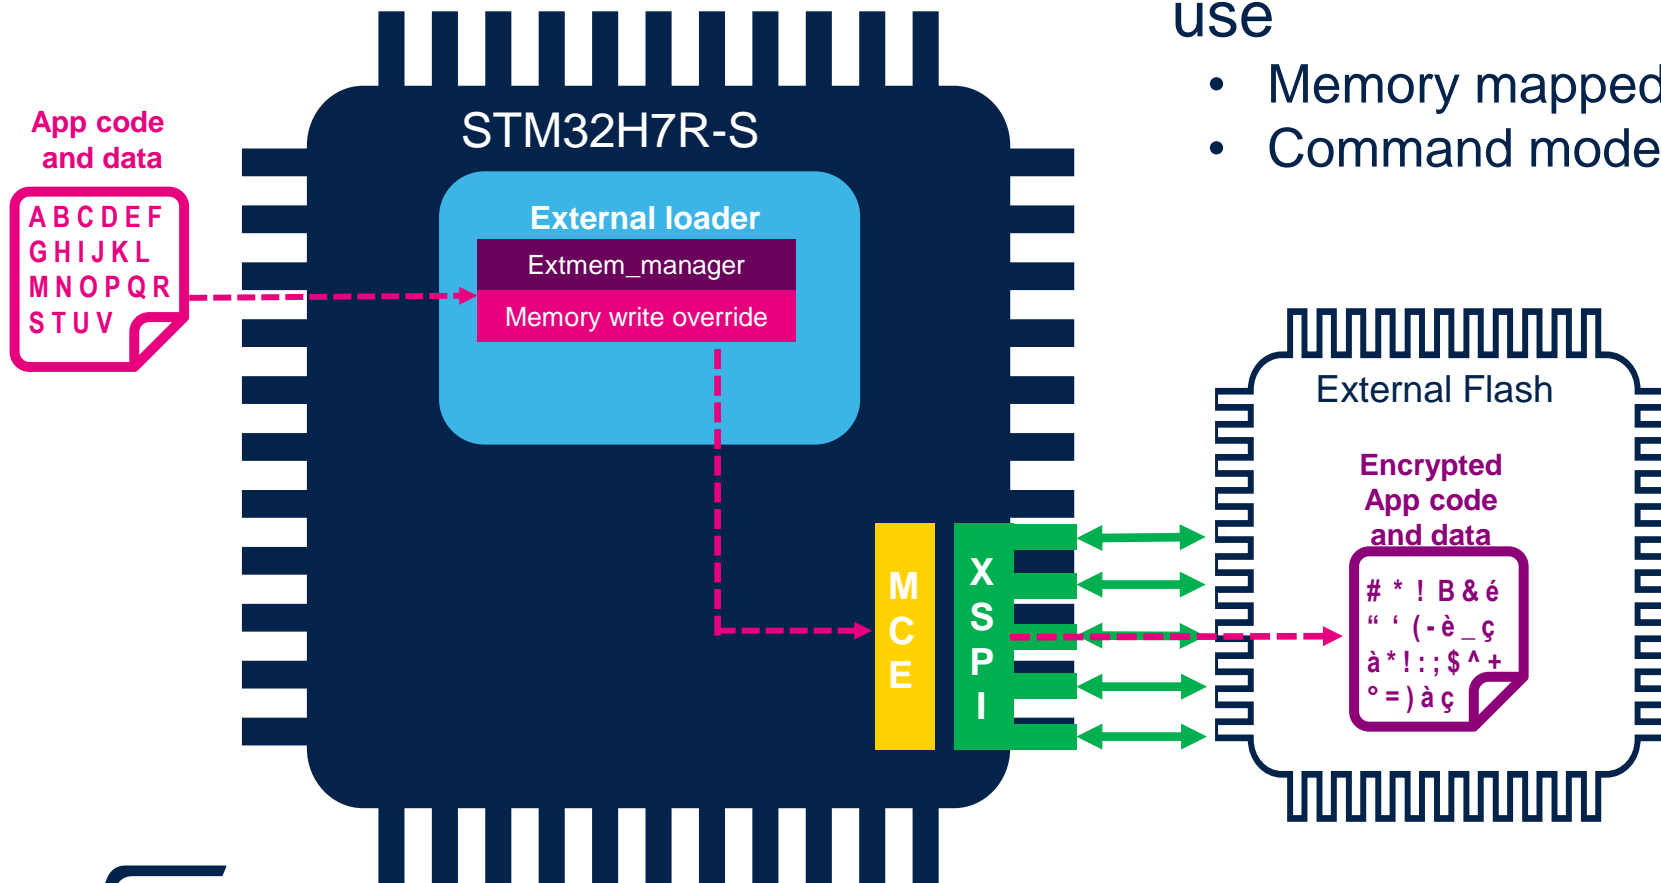 use
• Memory mapped
• Command mode
App code
and data
A B C D E F
G H I J K L
M N O P Q R
S T U V
STM32H7R-S
External loader
Extmem_manager
Memory write override
M
C
E
X
S
P
I
External Flash
Encrypted
App code
and data
# * ! B & é
“ ‘ ( - è _ ç
à * ! : ; $ ^ +
° = ) à ç